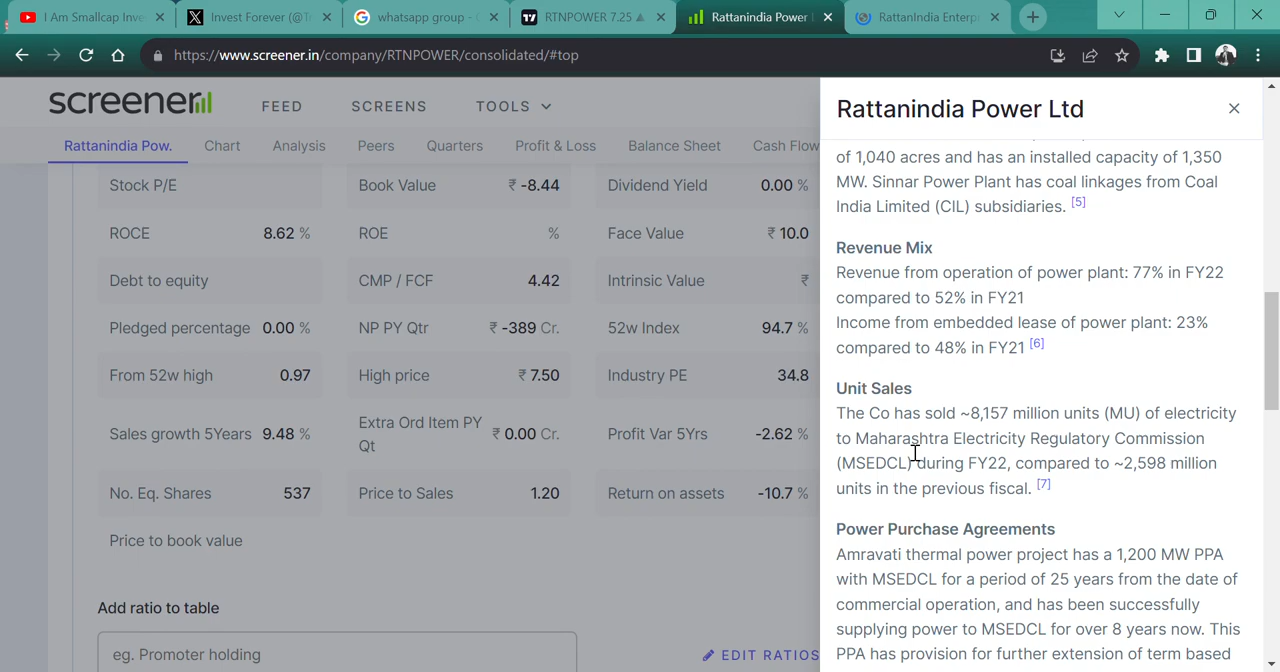 I Am Smallcap Inve
Invest Forever (@Tr
whatsapp group - G
RTNPOWER 7.25
Rattanindia Power
RattanIndia Enterp
https://www.screener.in/company/RTNPOWER/consolidated/#top
screener
FEED
SCREENS
TOOLS
Rattanindia Pow.
Chart
Analysis
Peers
Quarters
Profit & Loss
Balance Sheet
Cash Flow
Stock P/E
Book Value ₹ -8.44
Dividend Yield 0.00 %
ROCE 8.62 %
ROE %
Face Value ₹ 10.0
Debt to equity
CMP / FCF 4.42
Intrinsic Value ₹
Pledged percentage 0.00 %
NP PY Qtr ₹ -389 Cr.
52w Index 94.7 %
From 52w high 0.97
High price ₹ 7.50
Industry PE 34.8
Sales growth 5Years 9.48 %
Extra Ord Item PY
Qt
₹ 0.00 Cr.
Profit Var 5Yrs -2.62 %
No. Eq. Shares 537
Price to Sales 1.20
Return on assets -10.7 %
Price to book value
Add ratio to table
eg. Promoter holding
EDIT RATIOS
Rattanindia Power Ltd
of 1,040 acres and has an installed capacity of 1,350
MW. Sinnar Power Plant has coal linkages from Coal
India Limited (CIL) subsidiaries. [5]
Revenue Mix
Revenue from operation of power plant: 77% in FY22
compared to 52% in FY21
Income from embedded lease of power plant: 23%
compared to 48% in FY21 [6]
Unit Sales
The Co has sold ~8,157 million units (MU) of electricity
to Maharashtra Electricity Regulatory Commission
(MSEDCL) during FY22, compared to ~2,598 million
units in the previous fiscal. [7]
Power Purchase Agreements
Amravati thermal power project has a 1,200 MW PPA
with MSEDCL for a period of 25 years from the date of
commercial operation, and has been successfully
supplying power to MSEDCL for over 8 years now. This
PPA has provision for further extension of term based